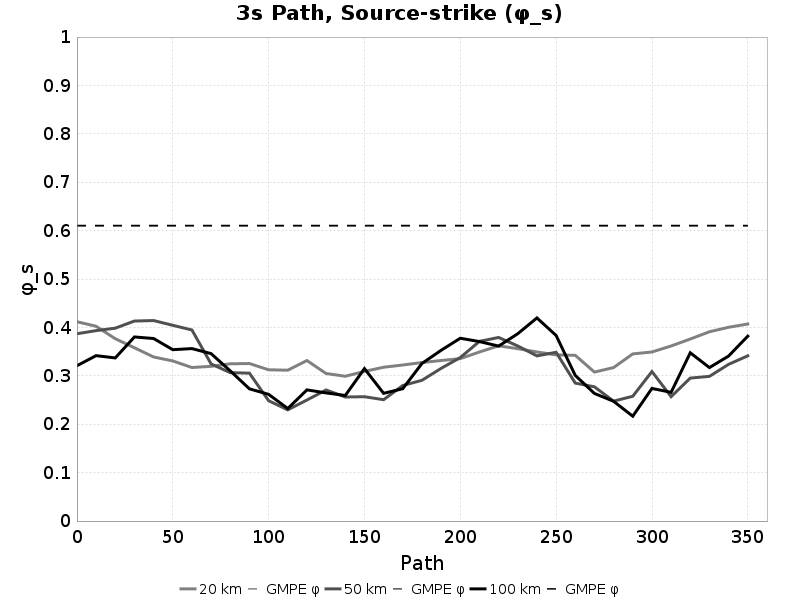 3s Path, Source-strike (φ_s)
1
0.9
0.8
0.7
0.6
0.5
0.4
0.3
0.2
0.1
0
φ_s
0 50 100 150 200 250 300 350
Path
20 km GMPE φ 50 km GMPE φ 100 km GMPE φ